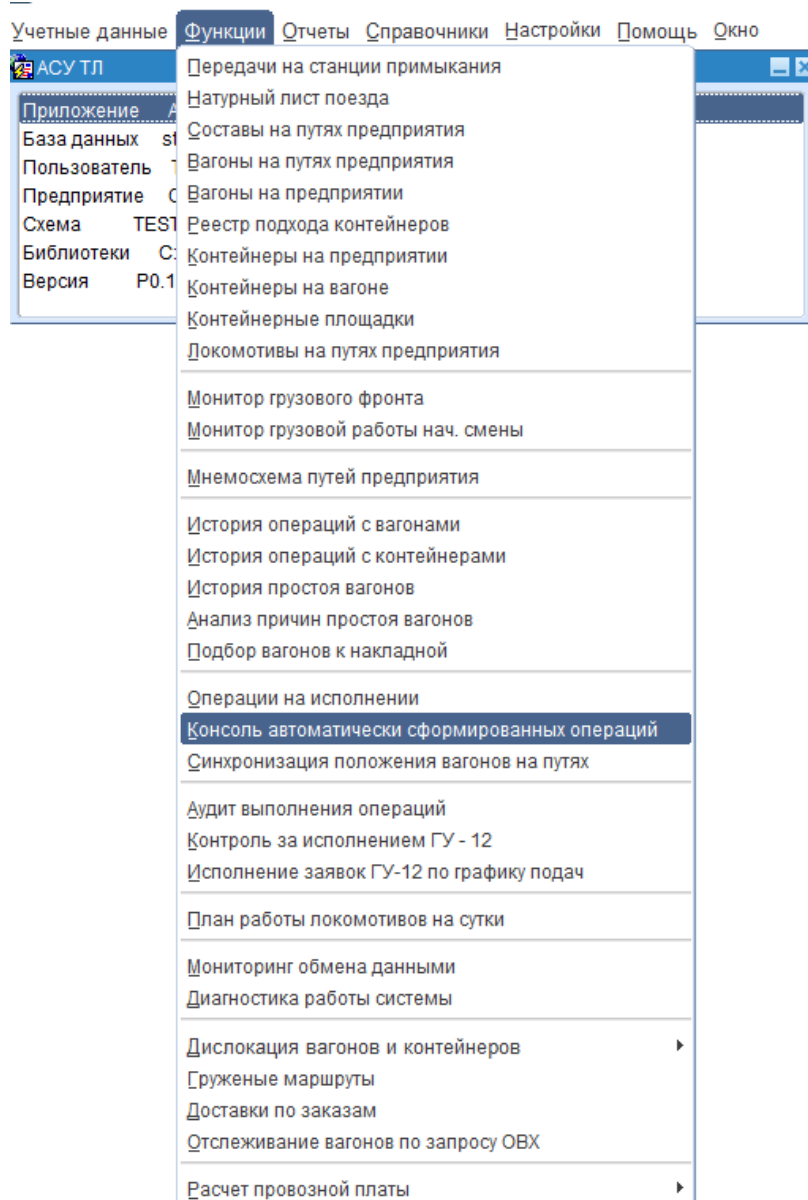 Учетные данные Функции Отчеты Справочники Настройки Помощь Окно
АСУ ТЛ
Приложение
База данных
Пользователь
Предприятие
Схема TEST
Библиотеки C:
Версия P0.1
Передачи на станции примыкания
Натурный лист поезда
Составы на путях предприятия
Вагоны на путях предприятия
Вагоны на предприятии
Реестр подхода контейнеров
Контейнеры на предприятии
Контейнеры на вагоне
Контейнерные площадки
Локомотивы на путях предприятия
Монитор грузового фронта
Монитор грузовой работы нач. смены
Мнемосхема путей предприятия
История операций с вагонами
История операций с контейнерами
История простоя вагонов
Анализ причин простоя вагонов
Подбор вагонов к накладной
Операции на исполнении
Консоль автоматически сформированных операций
Синхронизация положения вагонов на путях
Аудит выполнения операций
Контроль за исполнением ГУ - 12
Исполнение заявок ГУ-12 по графику подач
План работы локомотивов на сутки
Мониторинг обмена данными
Диагностика работы системы
Дислокация вагонов и контейнеров
Груженые маршруты
Доставки по заказам
Отслеживание вагонов по запросу ОВХ
Расчет провозной платы